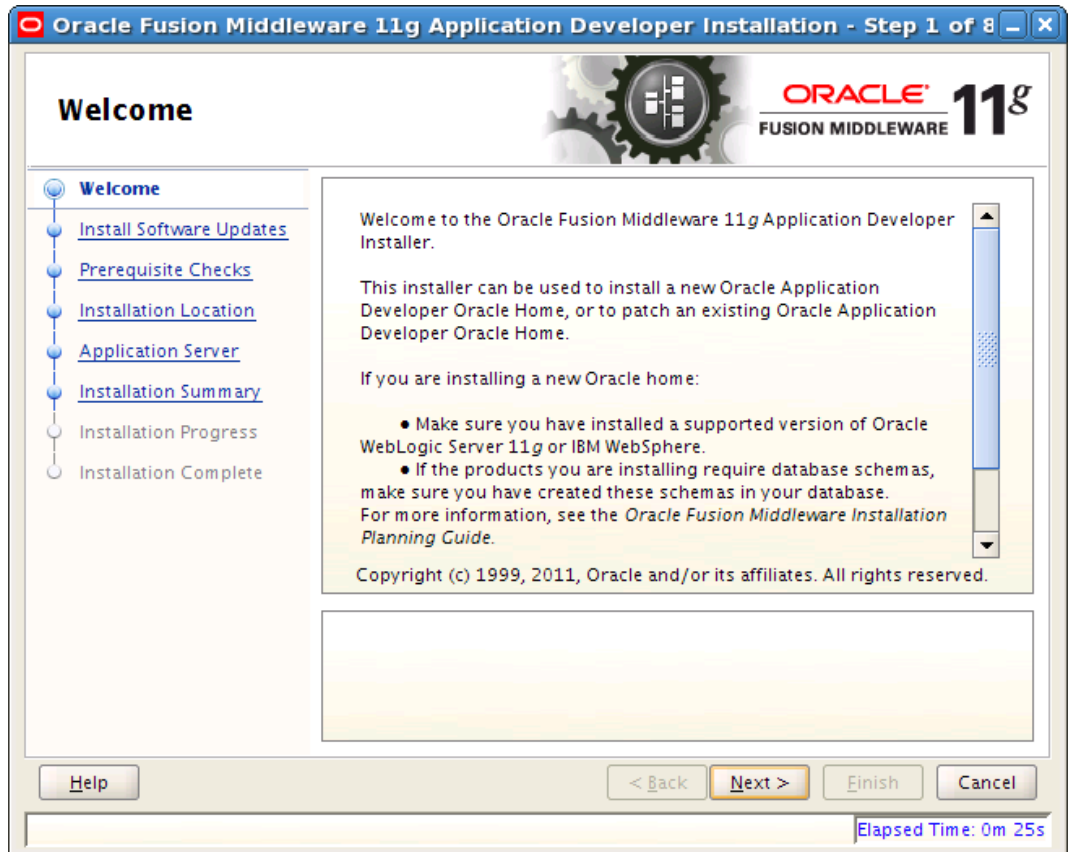 Oracle Fusion Middleware 11g Application Developer Installation - Step 1 of 8
Welcome
ORACLE
FUSION MIDDLEWARE
11g
Welcome
Install Software Updates
Prerequisite Checks
Installation Location
Application Server
Installation Summary
Installation Progress
Installation Complete
Welcome to the Oracle Fusion Middleware 11g Application Developer
Installer.
This installer can be used to install a new Oracle Application
Developer Oracle Home, or to patch an existing Oracle Application
Developer Oracle Home.
If you are installing a new Oracle home:
● Make sure you have installed a supported version of Oracle
WebLogic Server 11g or IBM WebSphere.
● If the products you are installing require database schemas,
make sure you have created these schemas in your database.
For more information, see the Oracle Fusion Middleware Installation
Planning Guide.
Copyright (c) 1999, 2011, Oracle and/or its affiliates. All rights reserved.
Help
< Back
Next >
Finish
Cancel
Elapsed Time: 0m 25s